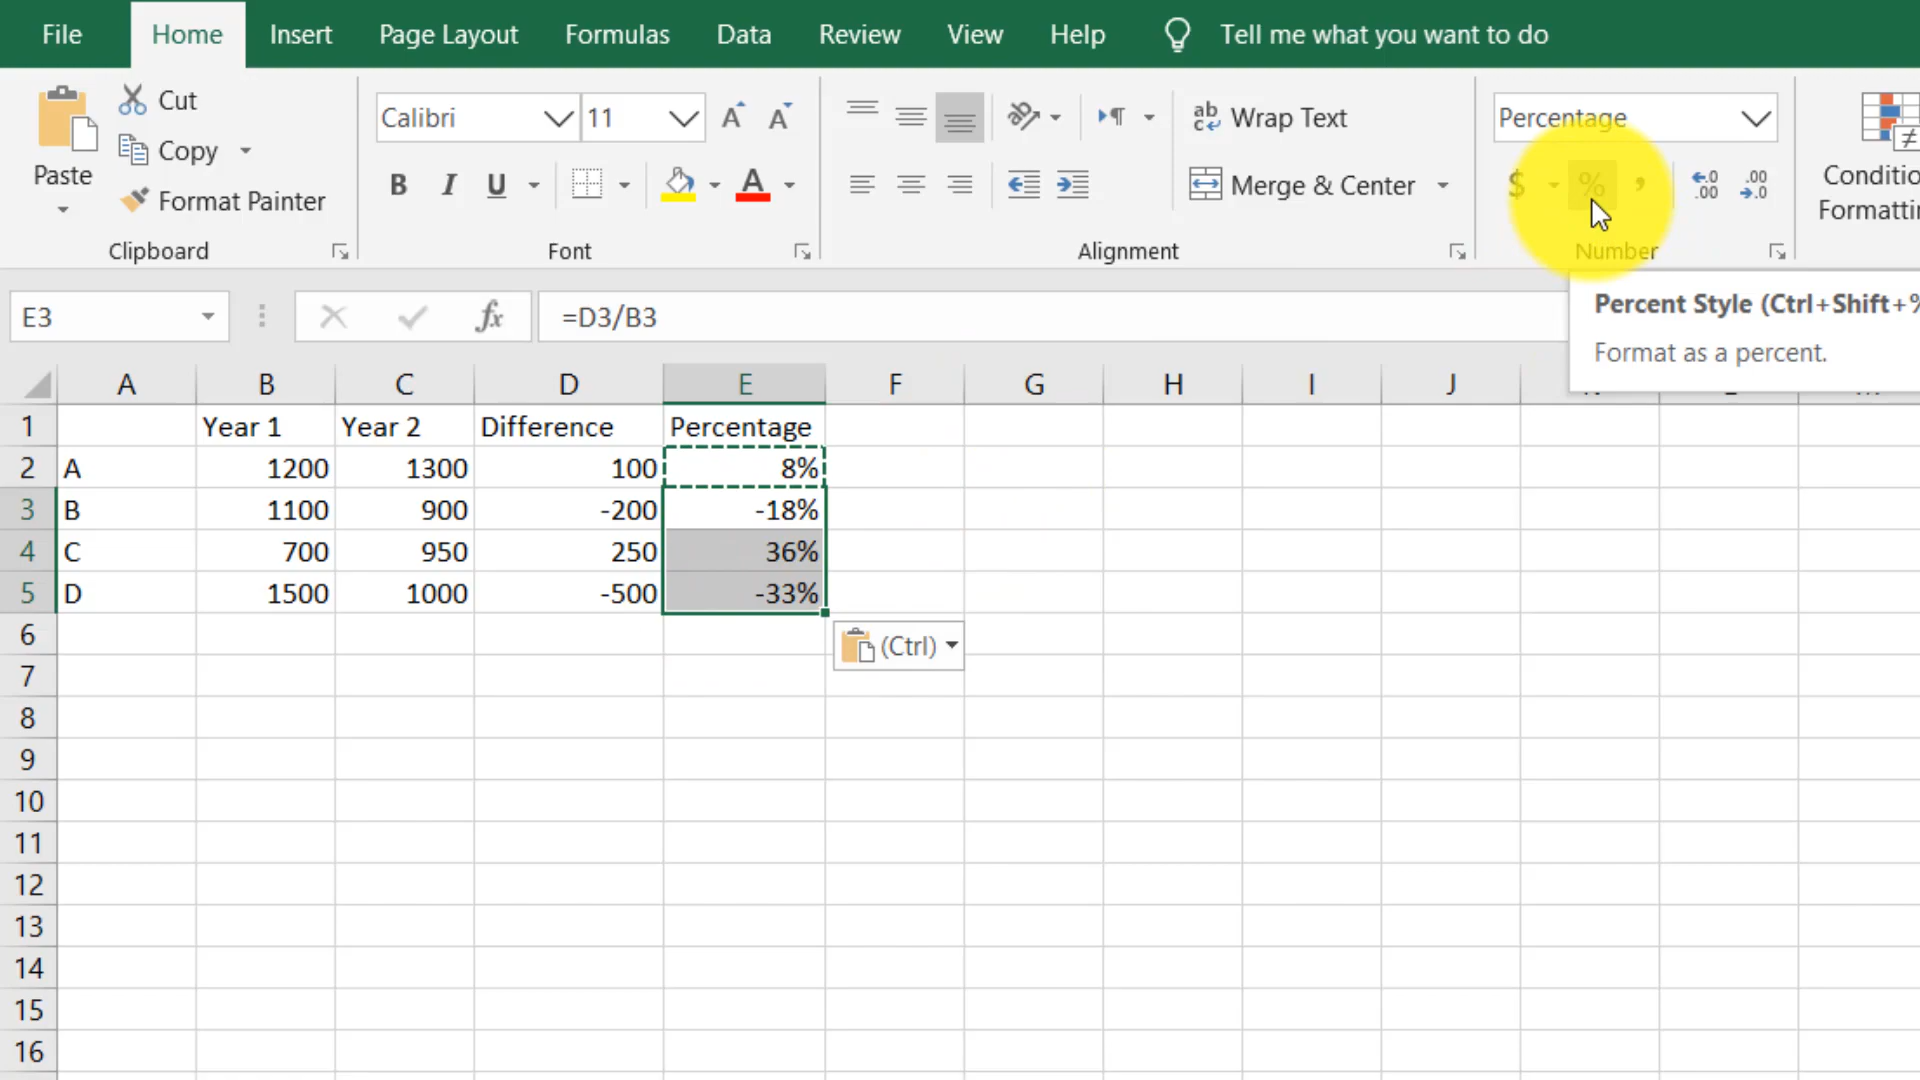 File Home Insert Page Layout Formulas Data Review View Help Tell me what you want to do
Paste
Cut
Copy
Format Painter
Clipboard
Calibri 11
B I U
Font
Wrap Text
Merge & Center
Alignment
Percentage
$ % ,
Number
Conditio
Formattin
Percent Style (Ctrl+Shift+%
Format as a percent.
E3 fx =D3/B3
A B C D E F G H I J
1 Year 1 Year 2 Difference Percentage
2 A 1200 1300 100 8%
3 B 1100 900 -200 -18%
4 C 700 950 250 36%
5 D 1500 1000 -500 -33%
6 (Ctrl)
7
8
9
10
11
12
13
14
15
16